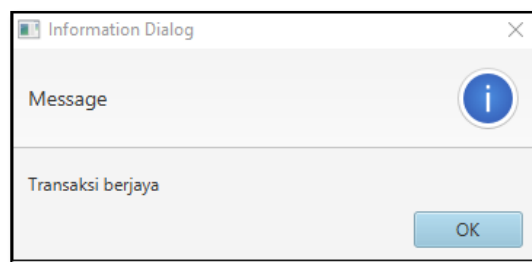 Information Dialog
Message
i
Transaksi berjaya
OK